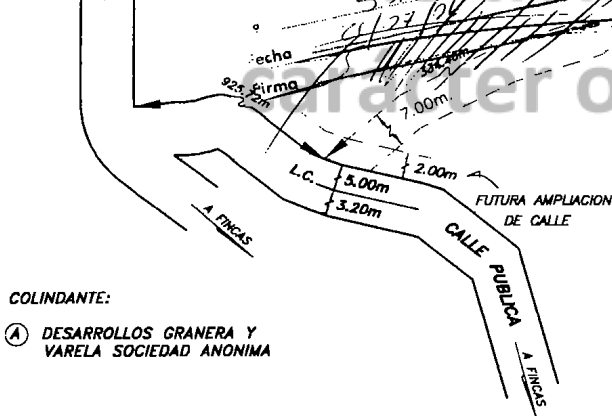 echa
firma
carácter o
925.72m
7.00m.
2.00m
L.C.
5.00m
3.20m
FUTURA AMPLIACION
DE CALLE
A FINCAS
CALLE PUBLICA
A FINCAS
COLINDANTE:
A DESARROLLOS GRANERA Y
VARELA SOCIEDAD ANONIMA